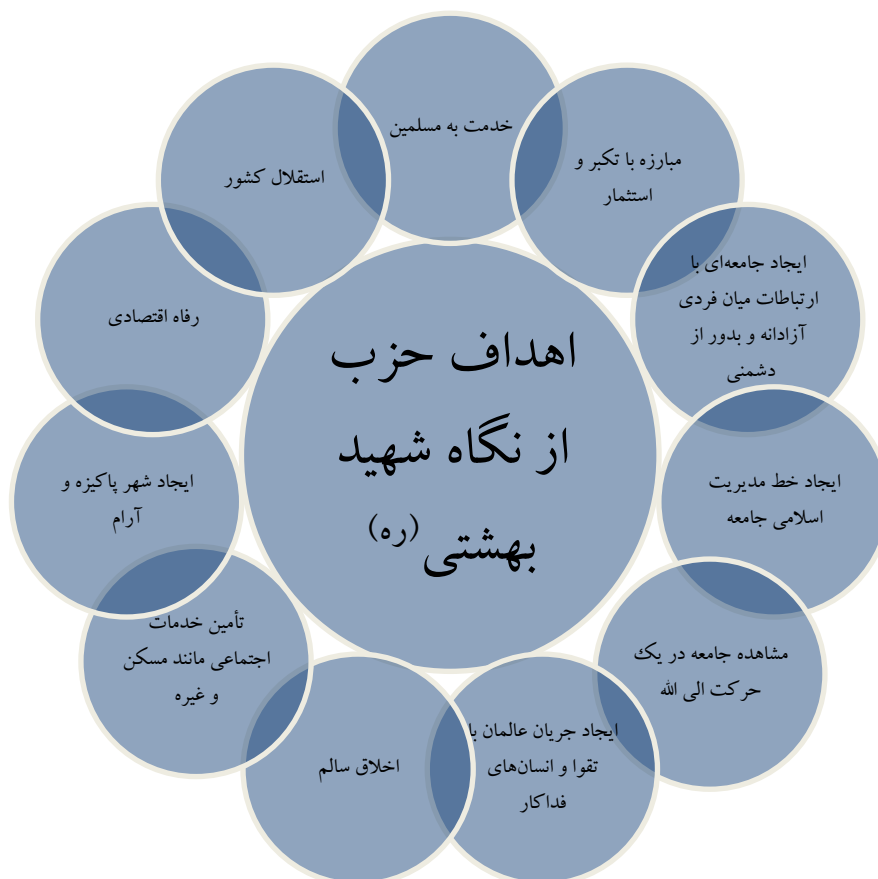 اهداف حزب
از نگاه شهید
بهشتی(ره)
خدمت به مسلمین
مبارزه با تکبر و
استثمار
ایجاد جامعه‌ای با
ارتباطات میان فردی
آزادانه و بدور از
دشمنی
ایجاد خط مدیریت
اسلامی جامعه
مشاهده جامعه در یک
حرکت الی الله
ایجاد جریان عالمان با
تقوا و انسان‌های
فداکار
اخلاق سالم
تأمین خدمات
اجتماعی مانند مسکن
و غیره
ایجاد شهر پاکیزه و
آرام
رفاه اقتصادی
استقلال کشور